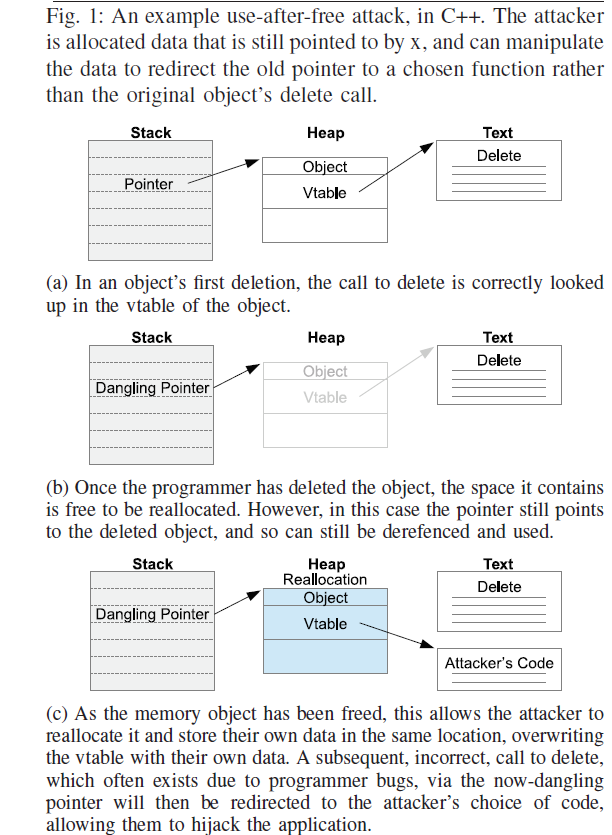 Fig. 1: An example use-after-free attack, in C++. The attacker
is allocated data that is still pointed to by x, and can manipulate
the data to redirect the old pointer to a chosen function rather
than the original object's delete call.
Stack Heap Text
Object Delete
Pointer Vtable
(a) In an object's first deletion, the call to delete is correctly looked
up in the vtable of the object.
Stack Heap Text
Object Delete
Dangling Pointer Vtable
(b) Once the programmer has deleted the object, the space it contains
is free to be reallocated. However, in this case the pointer still points
to the deleted object, and so can still be derefenced and used.
Stack Heap Text
Reallocation
Object Delete
Dangling Pointer Vtable
Attacker's Code
(c) As the memory object has been freed, this allows the attacker to
reallocate it and store their own data in the same location, overwriting
the vtable with their own data. A subsequent, incorrect, call to delete,
which often exists due to programmer bugs, via the now-dangling
pointer will then be redirected to the attacker's choice of code,
allowing them to hijack the application.